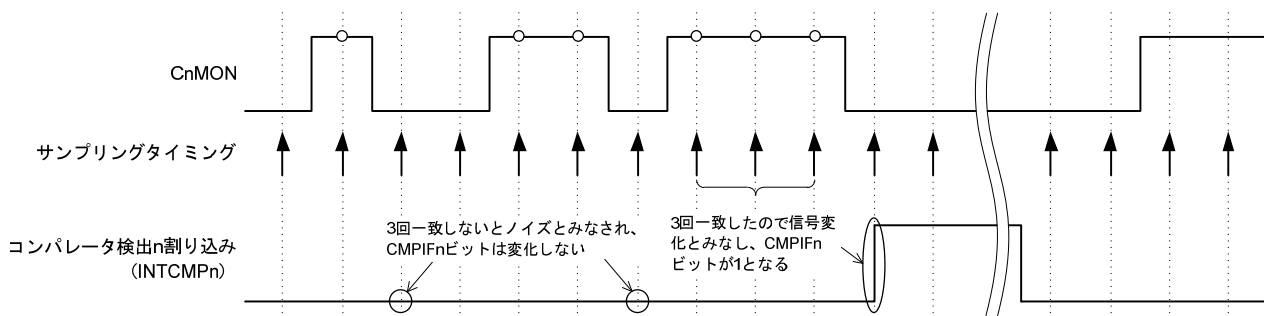 CnMON
サンプリングタイミング
3回一致しないとノイズとみなされ、
CMPIFnビットは変化しない
3回一致したので信号変
化とみなし、CMPIFn
ビットが1となる
コンパレータ検出n割り込み
(INTCMPn)